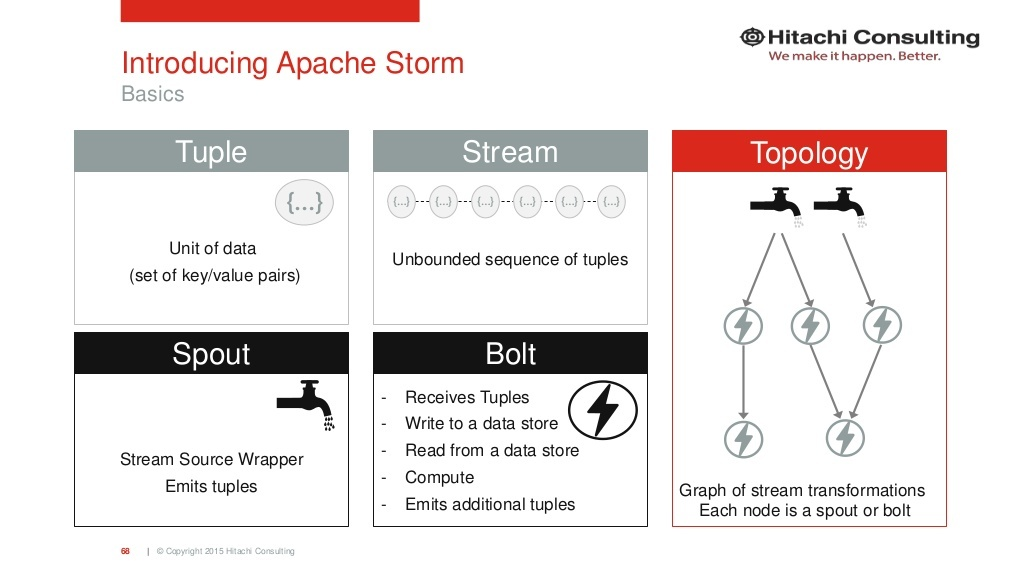 Hitachi Consulting
We make it happen. Better.
Introducing Apache Storm
Basics
Tuple
{...}
Unit of data
(set of key/value pairs)
Stream
{...} {...} {...} {...} {...} {...}
Unbounded sequence of tuples
Spout
Stream Source Wrapper
Emits tuples
Bolt
- Receives Tuples
- Write to a data store
- Read from a data store
- Compute
- Emits additional tuples
Topology
Graph of stream transformations
Each node is a spout or bolt
68 | © Copyright 2015 Hitachi Consulting